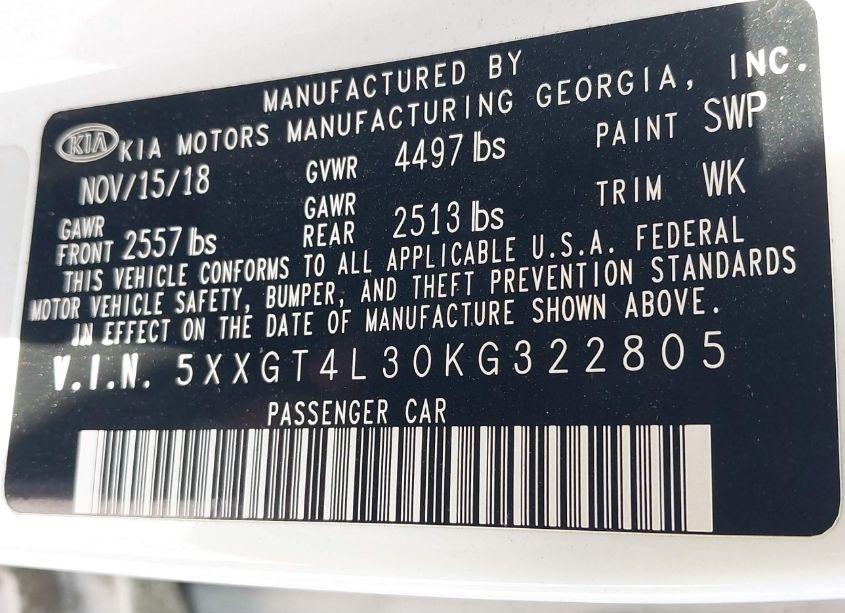 MANUFACTURED BY
KIA KIA MOTORS MANUFACTURING GEORGIA, INC.
NOV/15/18 GVWR 4497 lbs PAINT SWP
GAWR FRONT 2557 lbs GAWR REAR 2513 lbs TRIM WK
THIS VEHICLE CONFORMS TO ALL APPLICABLE U.S.A. FEDERAL
MOTOR VEHICLE SAFETY, BUMPER, AND THEFT PREVENTION STANDARDS
IN EFFECT ON THE DATE OF MANUFACTURE SHOWN ABOVE.
V.I.N. 5XXGT4L30KG322805
PASSENGER CAR